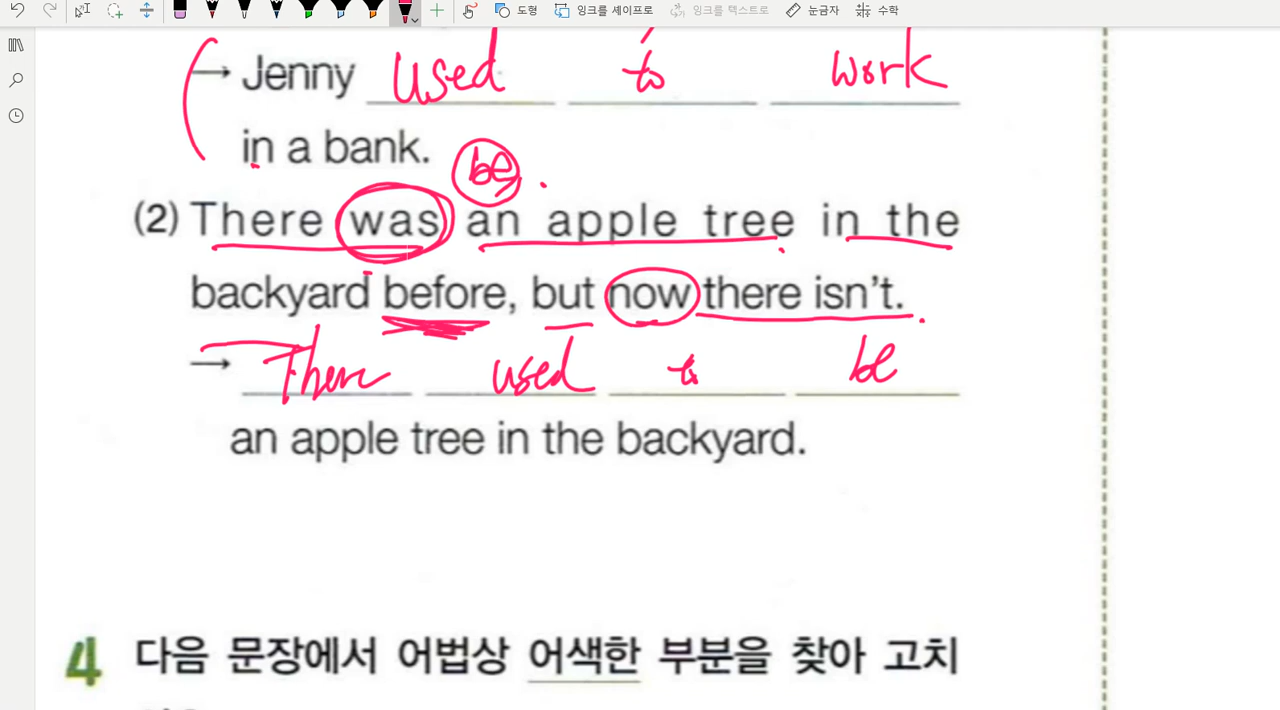 도형 잉크를 셰이프로 잉크를 텍스트로 눈금자 수학
→ Jenny used to work
in a bank.
be
(2) There was an apple tree in the
backyard before, but now there isn't.
→ There used to be
an apple tree in the backyard.
4 다음 문장에서 어법상 어색한 부분을 찾아 고치